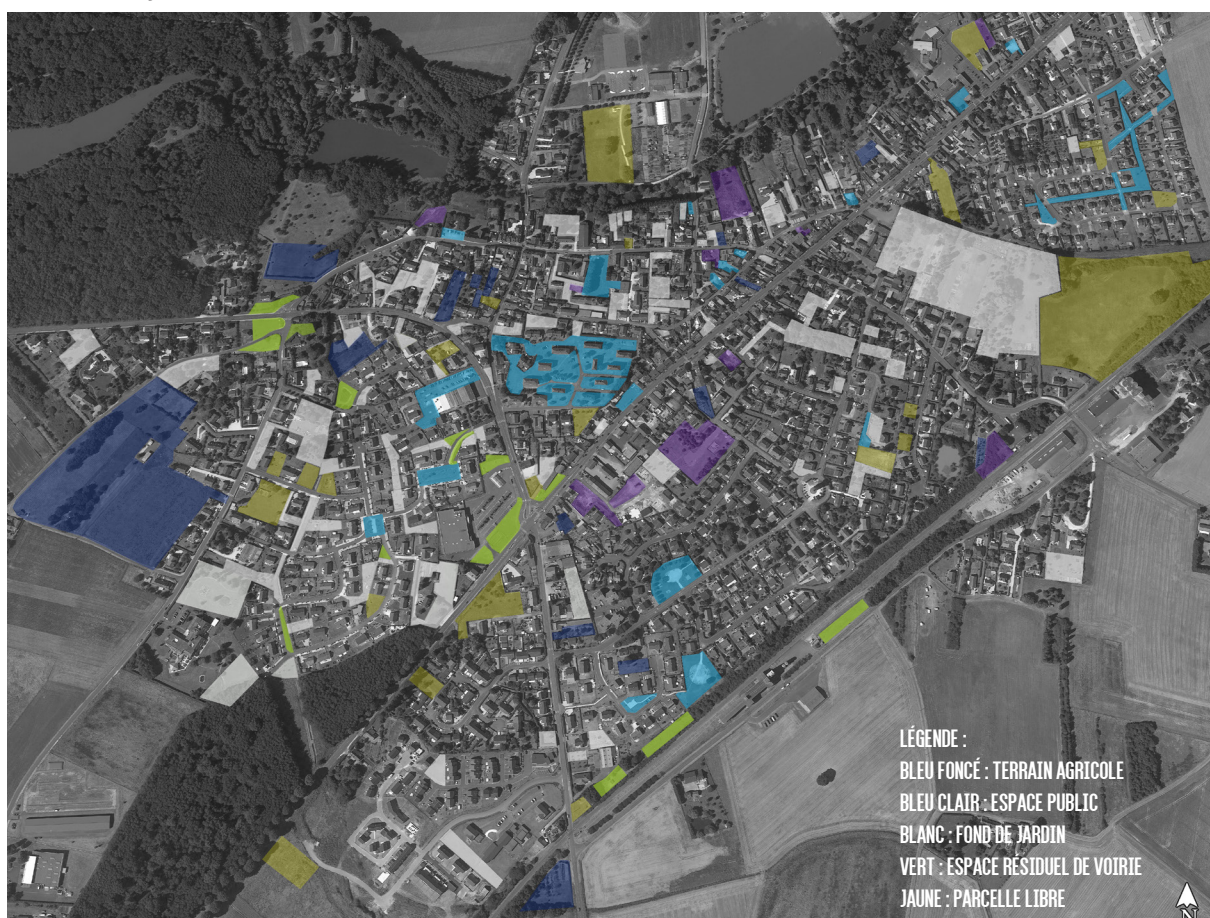 LÉGENDE :
BLEU FONCÉ : TERRAIN AGRICOLE
BLEU CLAIR : ESPACE PUBLIC
BLANC : FOND DE JARDIN
VERT : ESPACE RÉSIDUEL DE VOIRIE
JAUNE : PARCELLE LIBRE
N